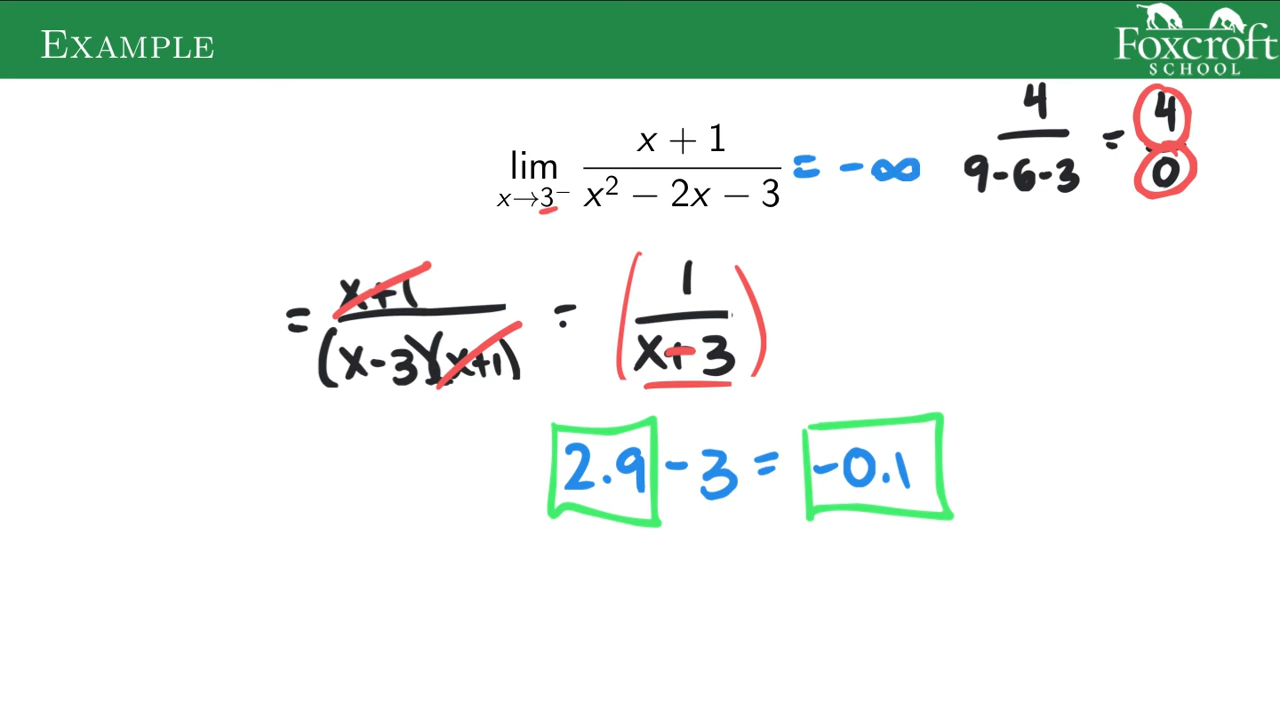 EXAMPLE
Foxcroft
SCHOOL
lim x→3⁻ (x + 1)/(x² − 2x − 3) = -∞
4/(9-6-3) = 4/0
= (x+1)/((x-3)(x+1)) = (1/(x-3))
2.9 - 3 = -0.1